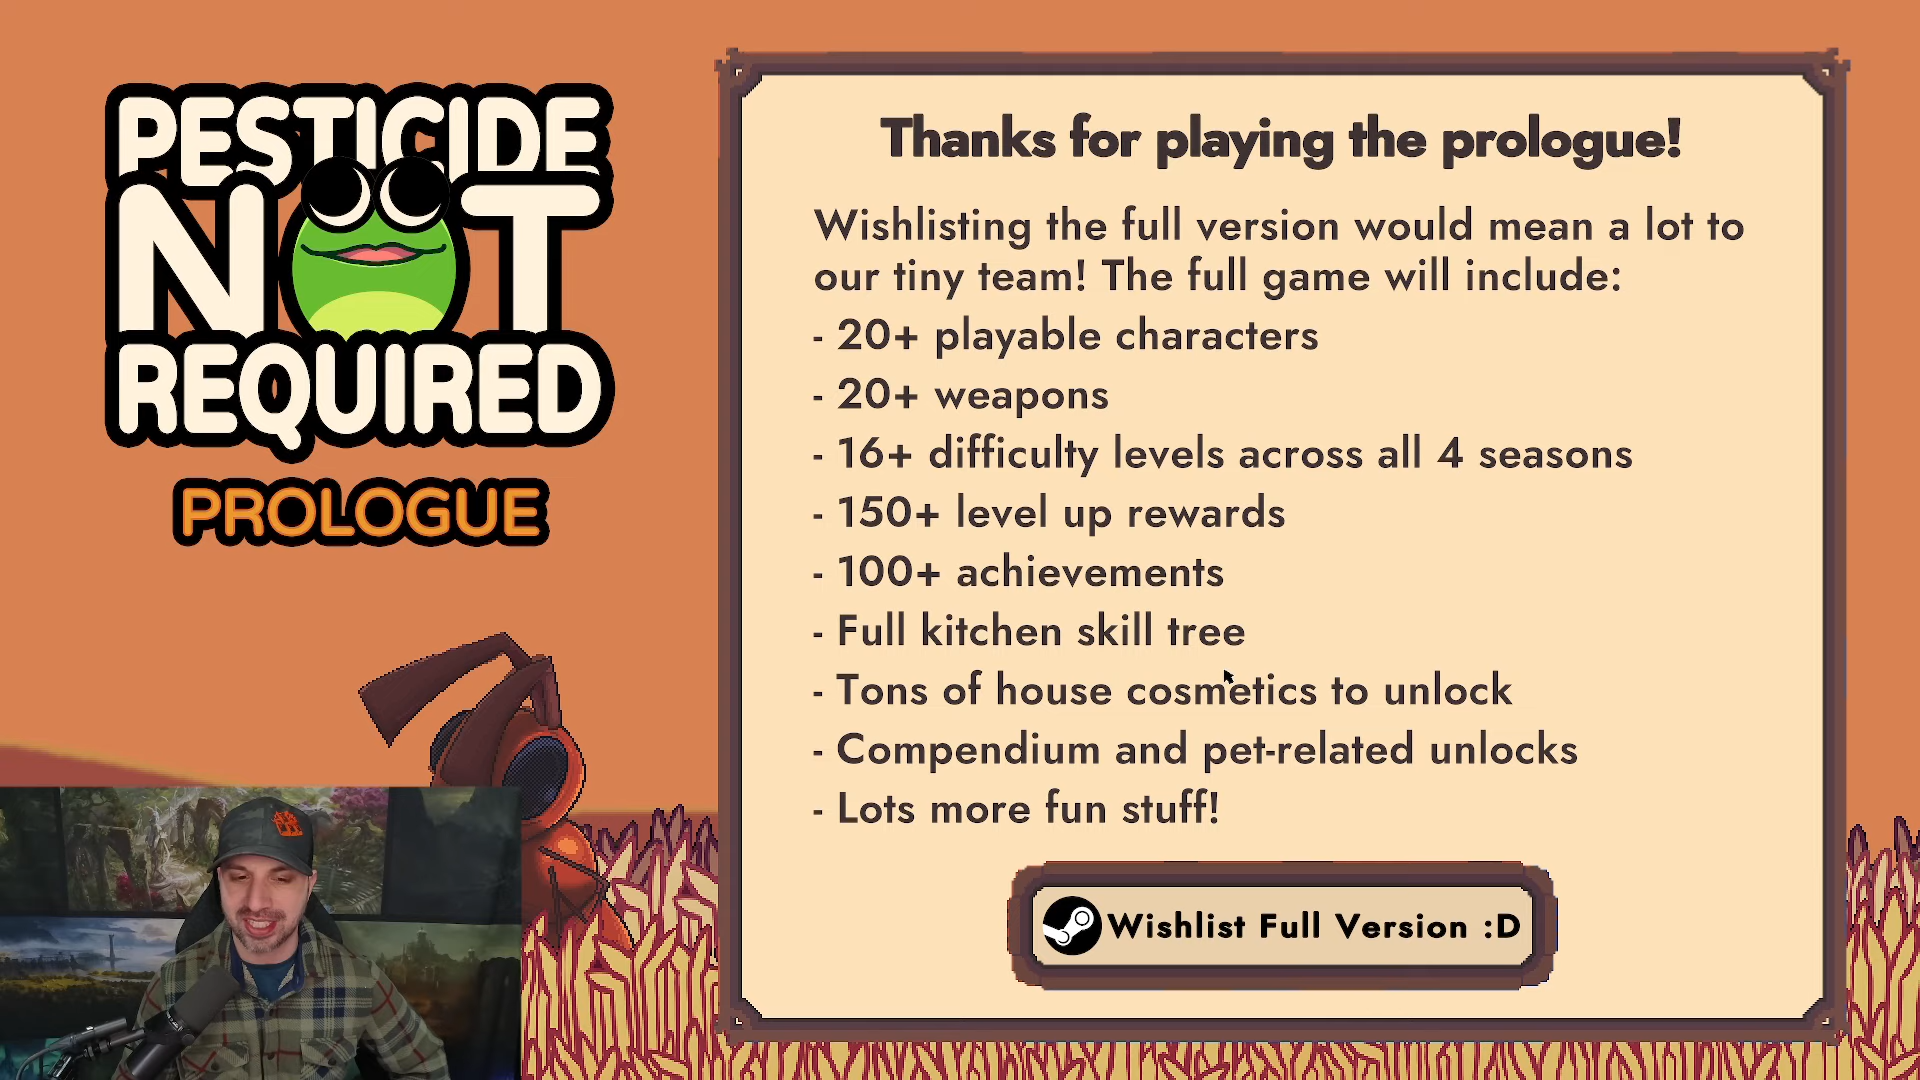 PESTICIDE
NOT
REQUIRED
PROLOGUE
Thanks for playing the prologue!
Wishlisting the full version would mean a lot to
our tiny team! The full game will include:
- 20+ playable characters
- 20+ weapons
- 16+ difficulty levels across all 4 seasons
- 150+ level up rewards
- 100+ achievements
- Full kitchen skill tree
- Tons of house cosmetics to unlock
- Compendium and pet-related unlocks
- Lots more fun stuff!
Wishlist Full Version :D